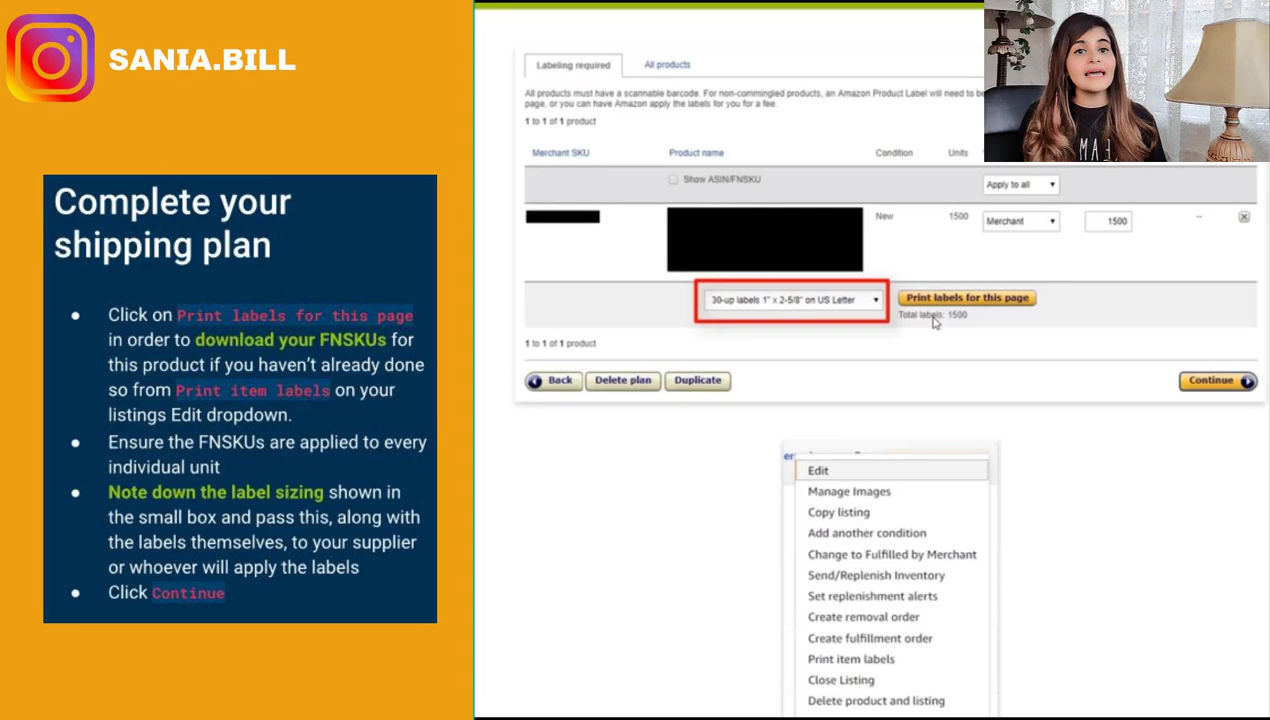 SANIA.BILL
Complete your
shipping plan
Click on Print labels for this page
in order to download your FNSKUs for
this product if you haven't already done
so from Print item labels on your
listings Edit dropdown.
Ensure the FNSKUs are applied to every
individual unit
Note down the label sizing shown in
the small box and pass this, along with
the labels themselves, to your supplier
or whoever will apply the labels
Click Continue
Labeling required
All products
All products must have a scannable barcode. For non-commingled products, an Amazon Product Label will need to
page, or you can have Amazon apply the labels for you for a fee.
1 to 1 of 1 product
Merchant SKU Product name Condition Units
Show ASIN/FNSKU Apply to all
New 1500 Merchant 1500 --
30-up labels 1" x 2-5/8" on US Letter Print labels for this page
Total labels: 1500
1 to 1 of 1 product
Back Delete plan Duplicate Continue
Edit
Manage Images
Copy listing
Add another condition
Change to Fulfilled by Merchant
Send/Replenish Inventory
Set replenishment alerts
Create removal order
Create fulfillment order
Print item labels
Close Listing
Delete product and listing